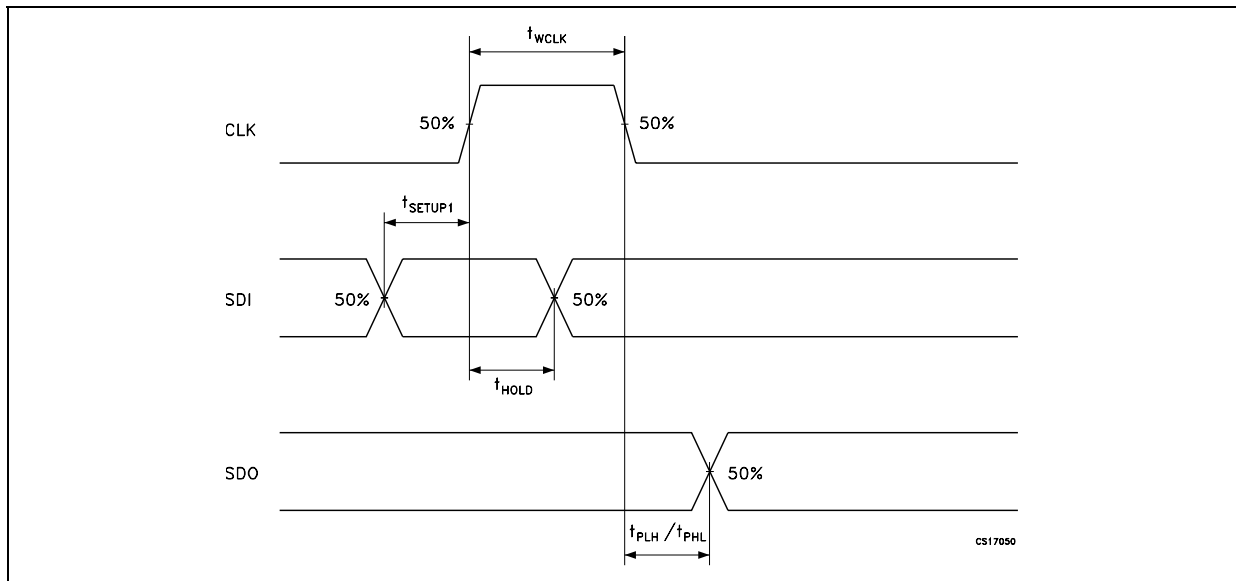 tWCLK
50%
50%
CLK
tSETUP1
50%
50%
SDI
tHOLD
50%
SDO
tPLH /tPHL
CS17050